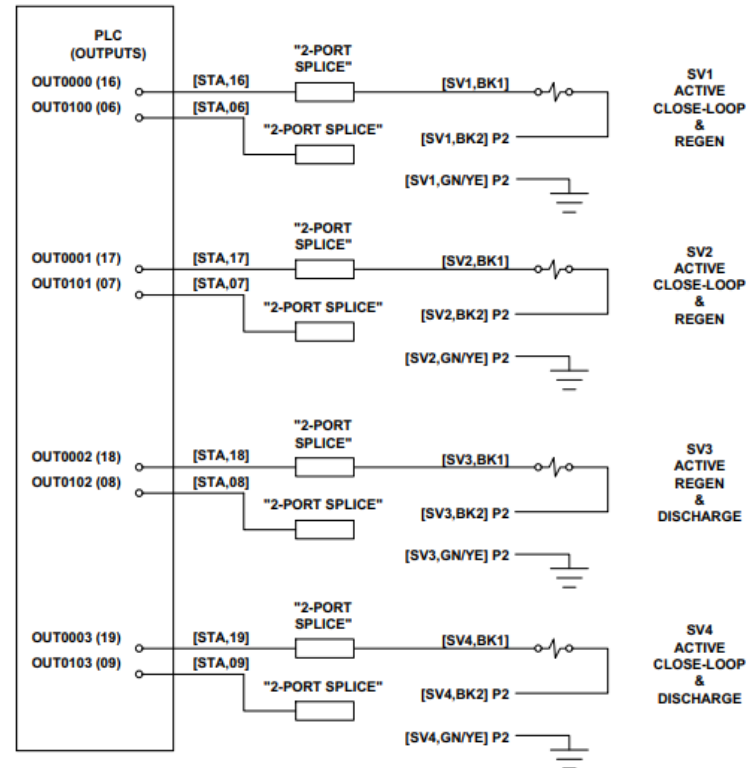 PLC
(OUTPUTS)
"2-PORT
SPLICE"
OUT0000 (16)
[STA,16]
[SV1,BK1]
SV1
ACTIVE
CLOSE-LOOP
&
REGEN
OUT0100 (06)
[STA,06]
"2-PORT SPLICE"
[SV1,BK2] P2
[SV1,GN/YE] P2
"2-PORT
SPLICE"
OUT0001 (17)
[STA,17]
[SV2,BK1]
SV2
ACTIVE
CLOSE-LOOP
&
REGEN
OUT0101 (07)
[STA,07]
"2-PORT SPLICE"
[SV2,BK2] P2
[SV2,GN/YE] P2
"2-PORT
SPLICE"
OUT0002 (18)
[STA,18]
[SV3,BK1]
SV3
ACTIVE
REGEN
&
DISCHARGE
OUT0102 (08)
[STA,08]
"2-PORT SPLICE"
[SV3,BK2] P2
[SV3,GN/YE] P2
"2-PORT
SPLICE"
OUT0003 (19)
[STA,19]
[SV4,BK1]
SV4
ACTIVE
CLOSE-LOOP
&
DISCHARGE
OUT0103 (09)
[STA,09]
"2-PORT SPLICE"
[SV4,BK2] P2
[SV4,GN/YE] P2